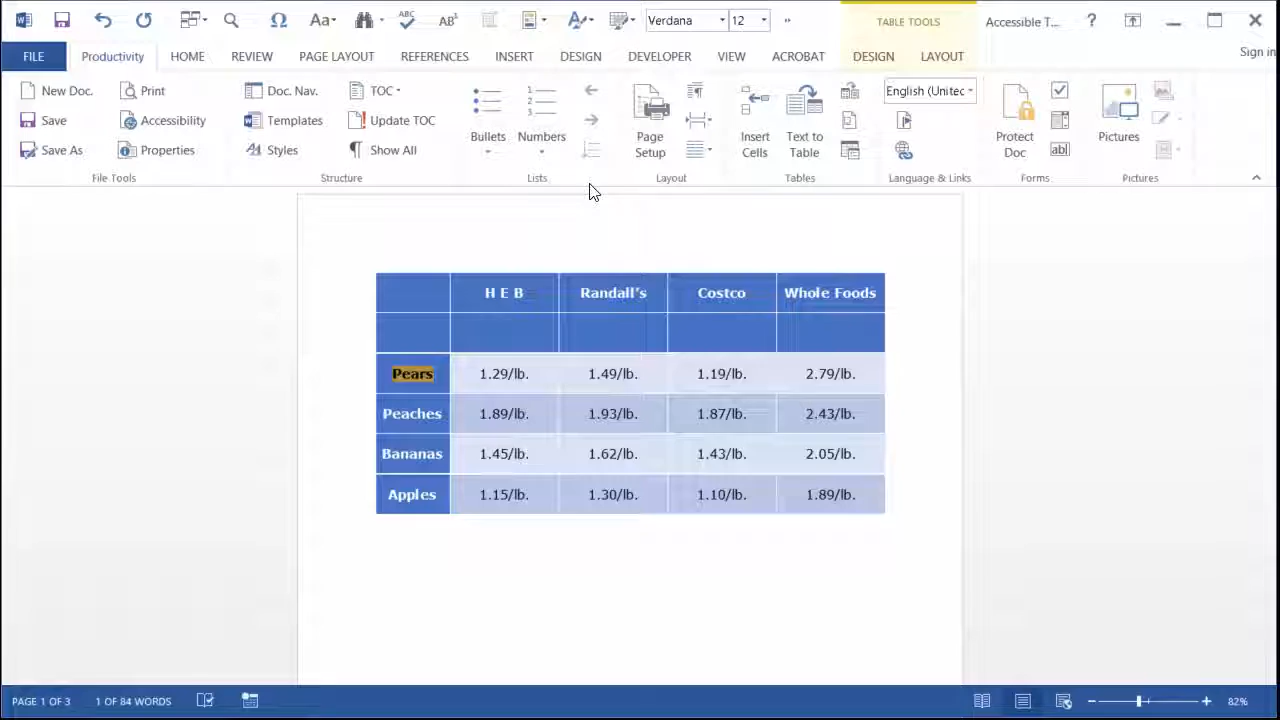 Aa ABC AB¹ Verdana 12 TABLE TOOLS Accessible T... ?
FILE Productivity HOME REVIEW PAGE LAYOUT REFERENCES INSERT DESIGN DEVELOPER VIEW ACROBAT DESIGN LAYOUT Sign in
New Doc. Print Doc. Nav. TOC English (Unitec
Save Accessibility Templates Update TOC
Save As Properties Styles Show All
Bullets Numbers Page Setup Insert Cells Text to Table Protect Doc ab Pictures
File Tools Structure Lists Layout Tables Language & Links Forms Pictures
H E B Randall's Costco Whole Foods
Pears 1.29/lb. 1.49/lb. 1.19/lb. 2.79/lb.
Peaches 1.89/lb. 1.93/lb. 1.87/lb. 2.43/lb.
Bananas 1.45/lb. 1.62/lb. 1.43/lb. 2.05/lb.
Apples 1.15/lb. 1.30/lb. 1.10/lb. 1.89/lb.
PAGE 1 OF 3 1 OF 84 WORDS 82%